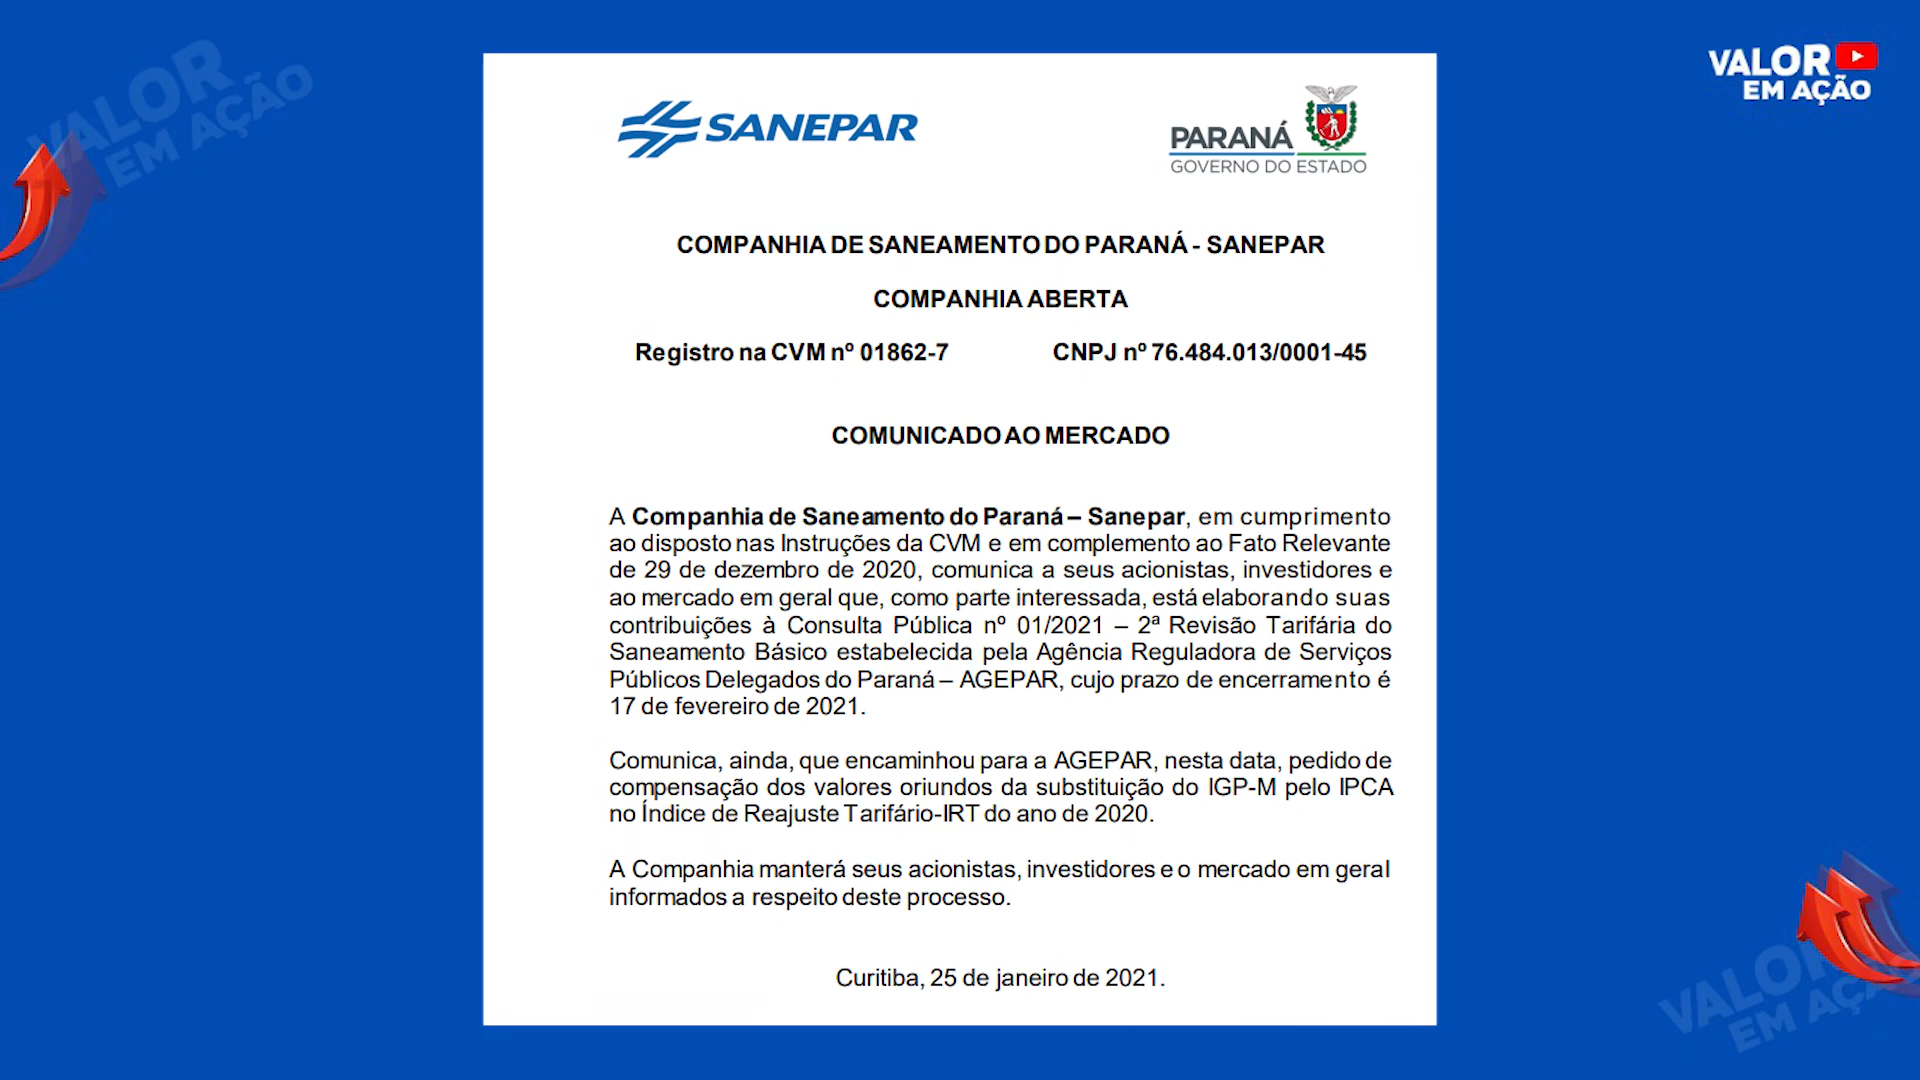 VALOR
EM AÇÃO
VALOR
EM AÇÃO
SANEPAR
PARANÁ
GOVERNO DO ESTADO
COMPANHIA DE SANEAMENTO DO PARANÁ - SANEPAR
COMPANHIA ABERTA
Registro na CVM nº 01862-7 CNPJ nº 76.484.013/0001-45
COMUNICADO AO MERCADO
A Companhia de Saneamento do Paraná – Sanepar, em cumprimento
ao disposto nas Instruções da CVM e em complemento ao Fato Relevante
de 29 de dezembro de 2020, comunica a seus acionistas, investidores e
ao mercado em geral que, como parte interessada, está elaborando suas
contribuições à Consulta Pública nº 01/2021 – 2ª Revisão Tarifária do
Saneamento Básico estabelecida pela Agência Reguladora de Serviços
Públicos Delegados do Paraná – AGEPAR, cujo prazo de encerramento é
17 de fevereiro de 2021.
Comunica, ainda, que encaminhou para a AGEPAR, nesta data, pedido de
compensação dos valores oriundos da substituição do IGP-M pelo IPCA
no Índice de Reajuste Tarifário-IRT do ano de 2020.
A Companhia manterá seus acionistas, investidores e o mercado em geral
informados a respeito deste processo.
Curitiba, 25 de janeiro de 2021.
VALOR
EM AÇÃO